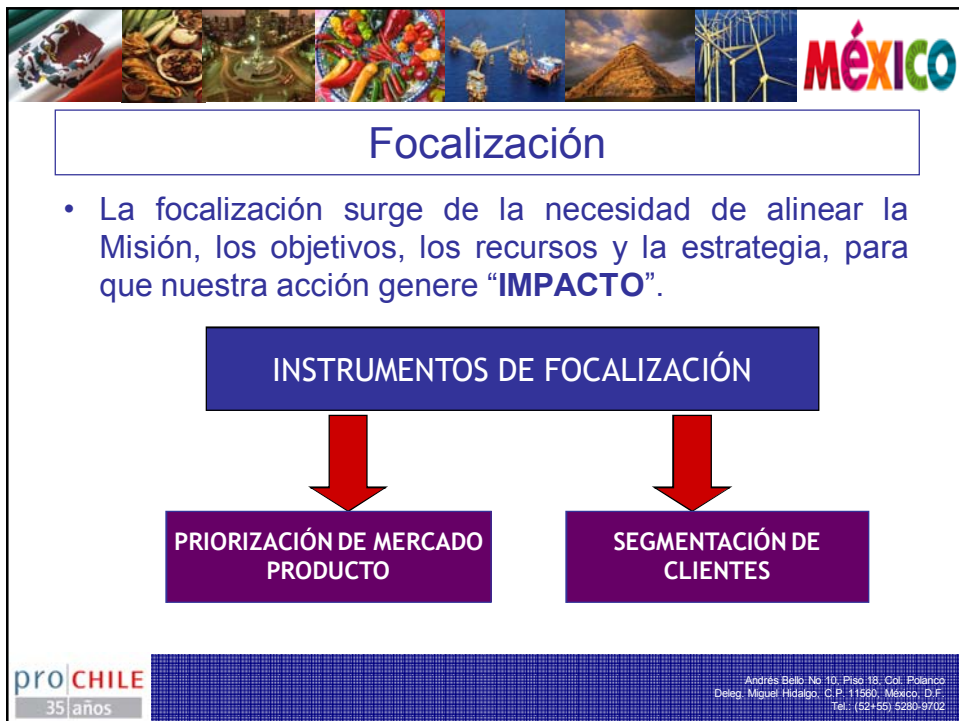 MéXICO
Focalización
• La focalización surge de la necesidad de alinear la
Misión, los objetivos, los recursos y la estrategia, para
que nuestra acción genere “IMPACTO”.
INSTRUMENTOS DE FOCALIZACIÓN
PRIORIZACIÓN DE MERCADO
PRODUCTO
SEGMENTACIÓN DE
CLIENTES
pro CHILE
35 años
Andrés Bello No 10, Piso 18, Col. Polanco
Deleg. Miguel Hidalgo, C.P. 11560, México, D.F.
Tel.: (52+55) 5280-9702